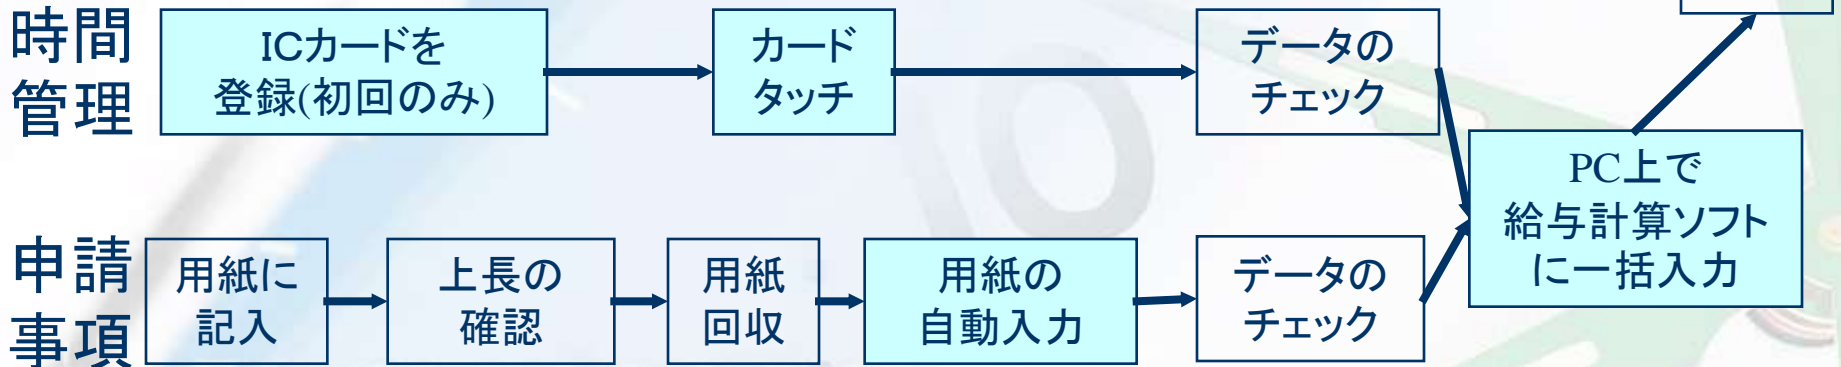 時間
管理
ICカードを
登録(初回のみ)
カード
タッチ
データの
チェック
PC上で
給与計算ソフト
に一括入力
申請
事項
用紙に
記入
上長の
確認
用紙
回収
用紙の
自動入力
データの
チェック